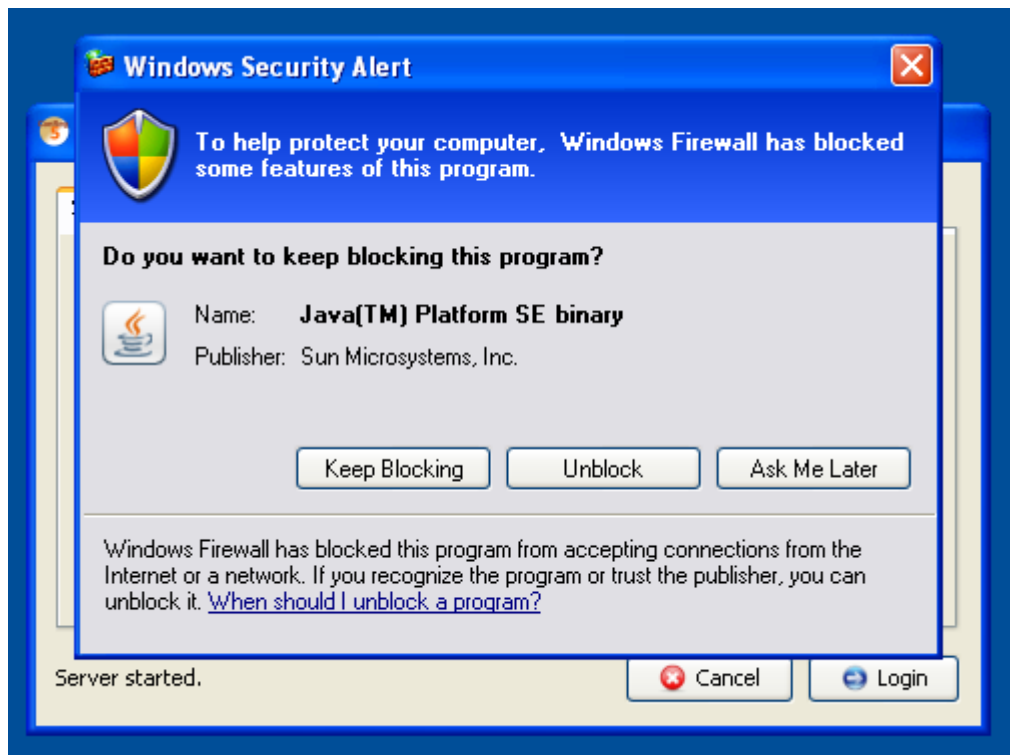 Windows Security Alert
To help protect your computer,  Windows Firewall has blocked
some features of this program.
Do you want to keep blocking this program?
Name: Java(TM) Platform SE binary
Publisher: Sun Microsystems, Inc.
Keep Blocking Unblock Ask Me Later
Windows Firewall has blocked this program from accepting connections from the
Internet or a network. If you recognize the program or trust the publisher, you can
unblock it. When should I unblock a program?
Server started. Cancel Login